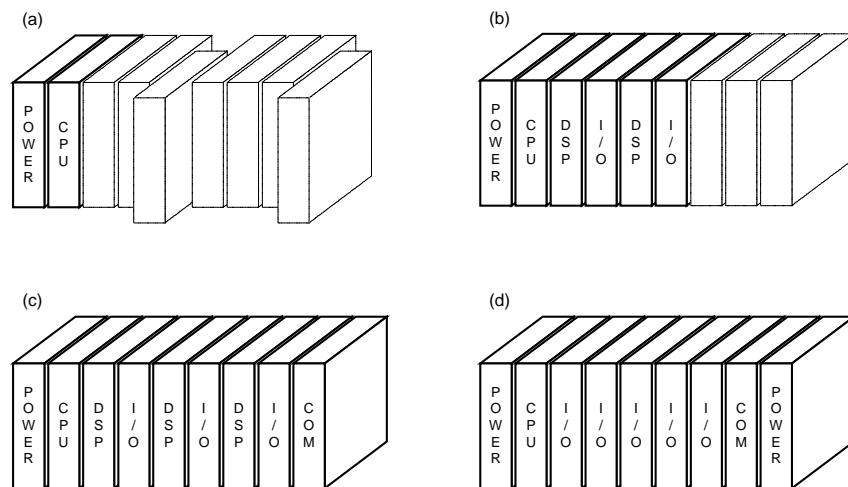 (a)
POWER
CPU
(b)
POWER
CPU
DSP
I/O
DSP
I/O
(c)
POWER
CPU
DSP
I/O
DSP
I/O
DSP
I/O
COM
(d)
POWER
CPU
I/O
I/O
I/O
I/O
I/O
COM
POWER